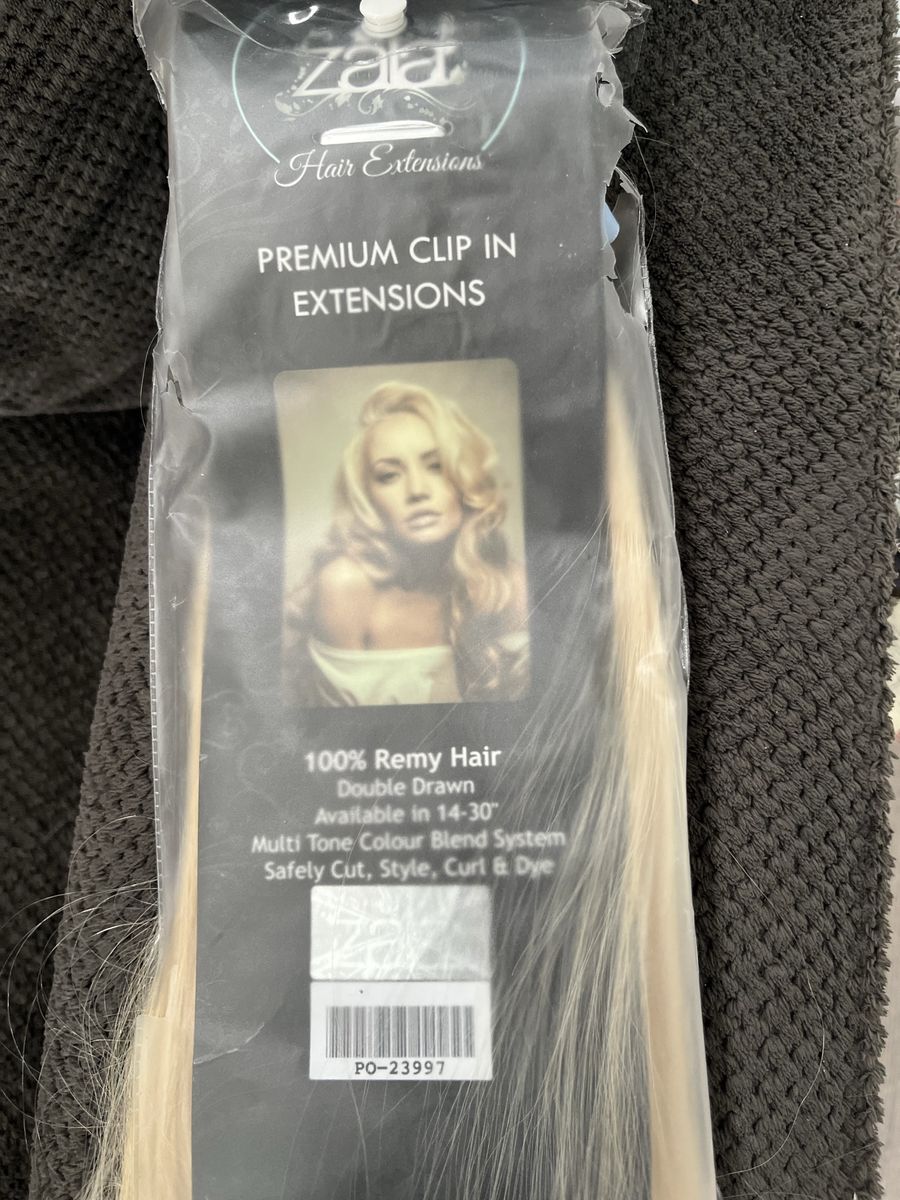 zala
Hair Extensions
PREMIUM CLIP IN
EXTENSIONS
100% Remy Hair
Double Drawn
Available in 14-30"
Multi Tone Colour Blend System
Safely Cut, Style, Curl & Dye
PO-23997